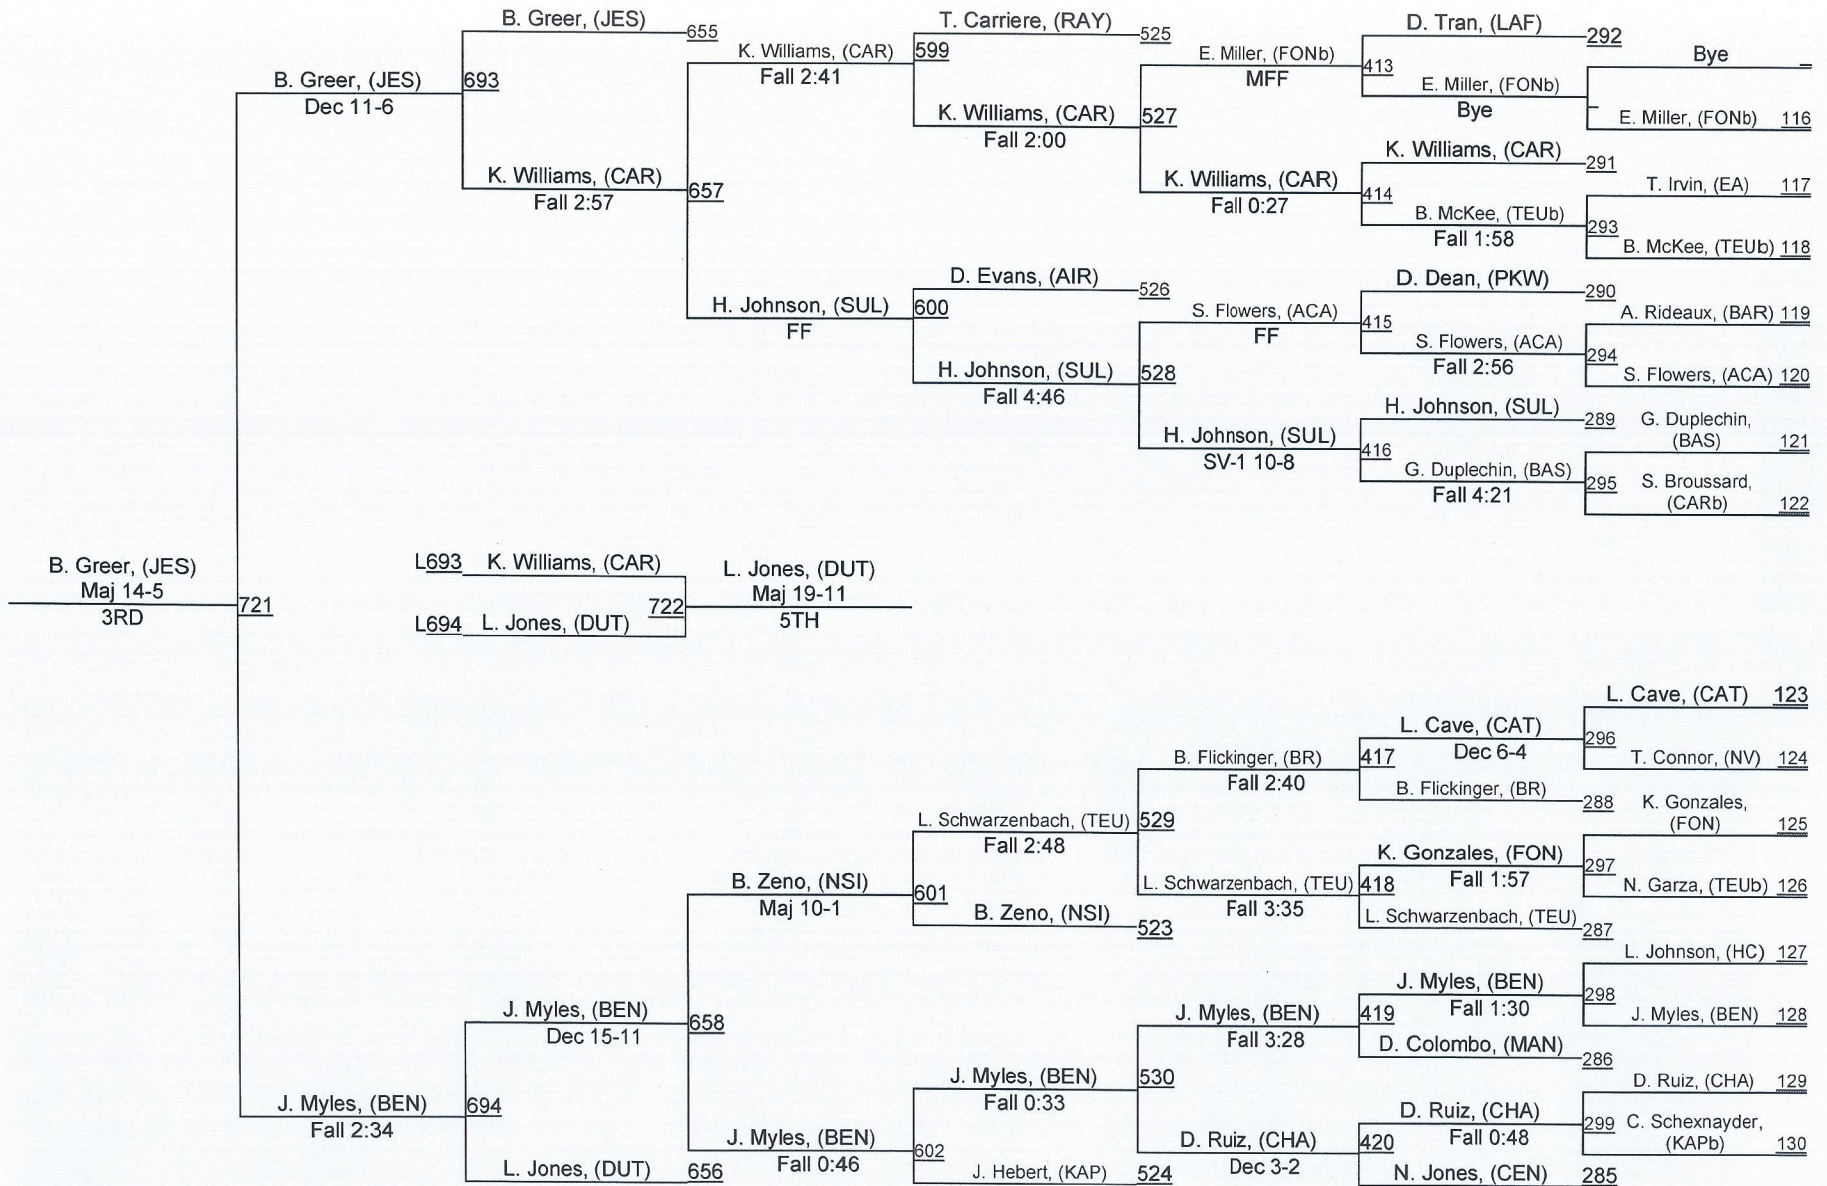 B. Greer, (JES)
655
T. Carriere, (RAY)
525
D. Tran, (LAF)
292
Bye
K. Williams, (CAR)
Fall 2:41
599
E. Miller, (FONb)
MFF
413
E. Miller, (FONb)
Bye
E. Miller, (FONb) 116
B. Greer, (JES)
Dec 11-6
693
K. Williams, (CAR)
Fall 2:00
527
K. Williams, (CAR)
291
T. Irvin, (EA) 117
K. Williams, (CAR)
Fall 2:57
657
K. Williams, (CAR)
Fall 0:27
414
B. McKee, (TEUb)
Fall 1:58
293
B. McKee, (TEUb) 118
D. Evans, (AIR)
526
D. Dean, (PKW)
290
A. Rideaux, (BAR) 119
H. Johnson, (SUL)
FF
600
S. Flowers, (ACA)
FF
415
S. Flowers, (ACA)
Fall 2:56
294
S. Flowers, (ACA) 120
H. Johnson, (SUL)
Fall 4:46
528
H. Johnson, (SUL)
289
G. Duplechin,
(BAS) 121
H. Johnson, (SUL)
SV-1 10-8
416
G. Duplechin, (BAS)
Fall 4:21
295
S. Broussard,
(CARb) 122
B. Greer, (JES)
Maj 14-5
3RD
721
L693 K. Williams, (CAR)
L694 L. Jones, (DUT)
722
L. Jones, (DUT)
Maj 19-11
5TH
L. Cave, (CAT) 123
L. Cave, (CAT)
Dec 6-4
296
T. Connor, (NV) 124
B. Flickinger, (BR)
Fall 2:40
417
B. Flickinger, (BR)
288
K. Gonzales,
(FON) 125
L. Schwarzenbach, (TEU)
Fall 2:48
529
K. Gonzales, (FON)
Fall 1:57
297
N. Garza, (TEUb) 126
B. Zeno, (NSI)
Maj 10-1
601
L. Schwarzenbach, (TEU)
Fall 3:35
418
L. Schwarzenbach, (TEU)
287
B. Zeno, (NSI)
523
L. Johnson, (HC) 127
J. Myles, (BEN)
Dec 15-11
658
J. Myles, (BEN)
Fall 3:28
419
J. Myles, (BEN)
Fall 1:30
298
J. Myles, (BEN) 128
D. Colombo, (MAN)
286
J. Myles, (BEN)
Fall 2:34
694
J. Myles, (BEN)
Fall 0:33
530
D. Ruiz, (CHA) 129
D. Ruiz, (CHA)
Fall 0:48
299
C. Schexnayder,
(KAPb) 130
J. Myles, (BEN)
Fall 0:46
602
D. Ruiz, (CHA)
Dec 3-2
420
L. Jones, (DUT)
656
J. Hebert, (KAP)
524
N. Jones, (CEN)
285